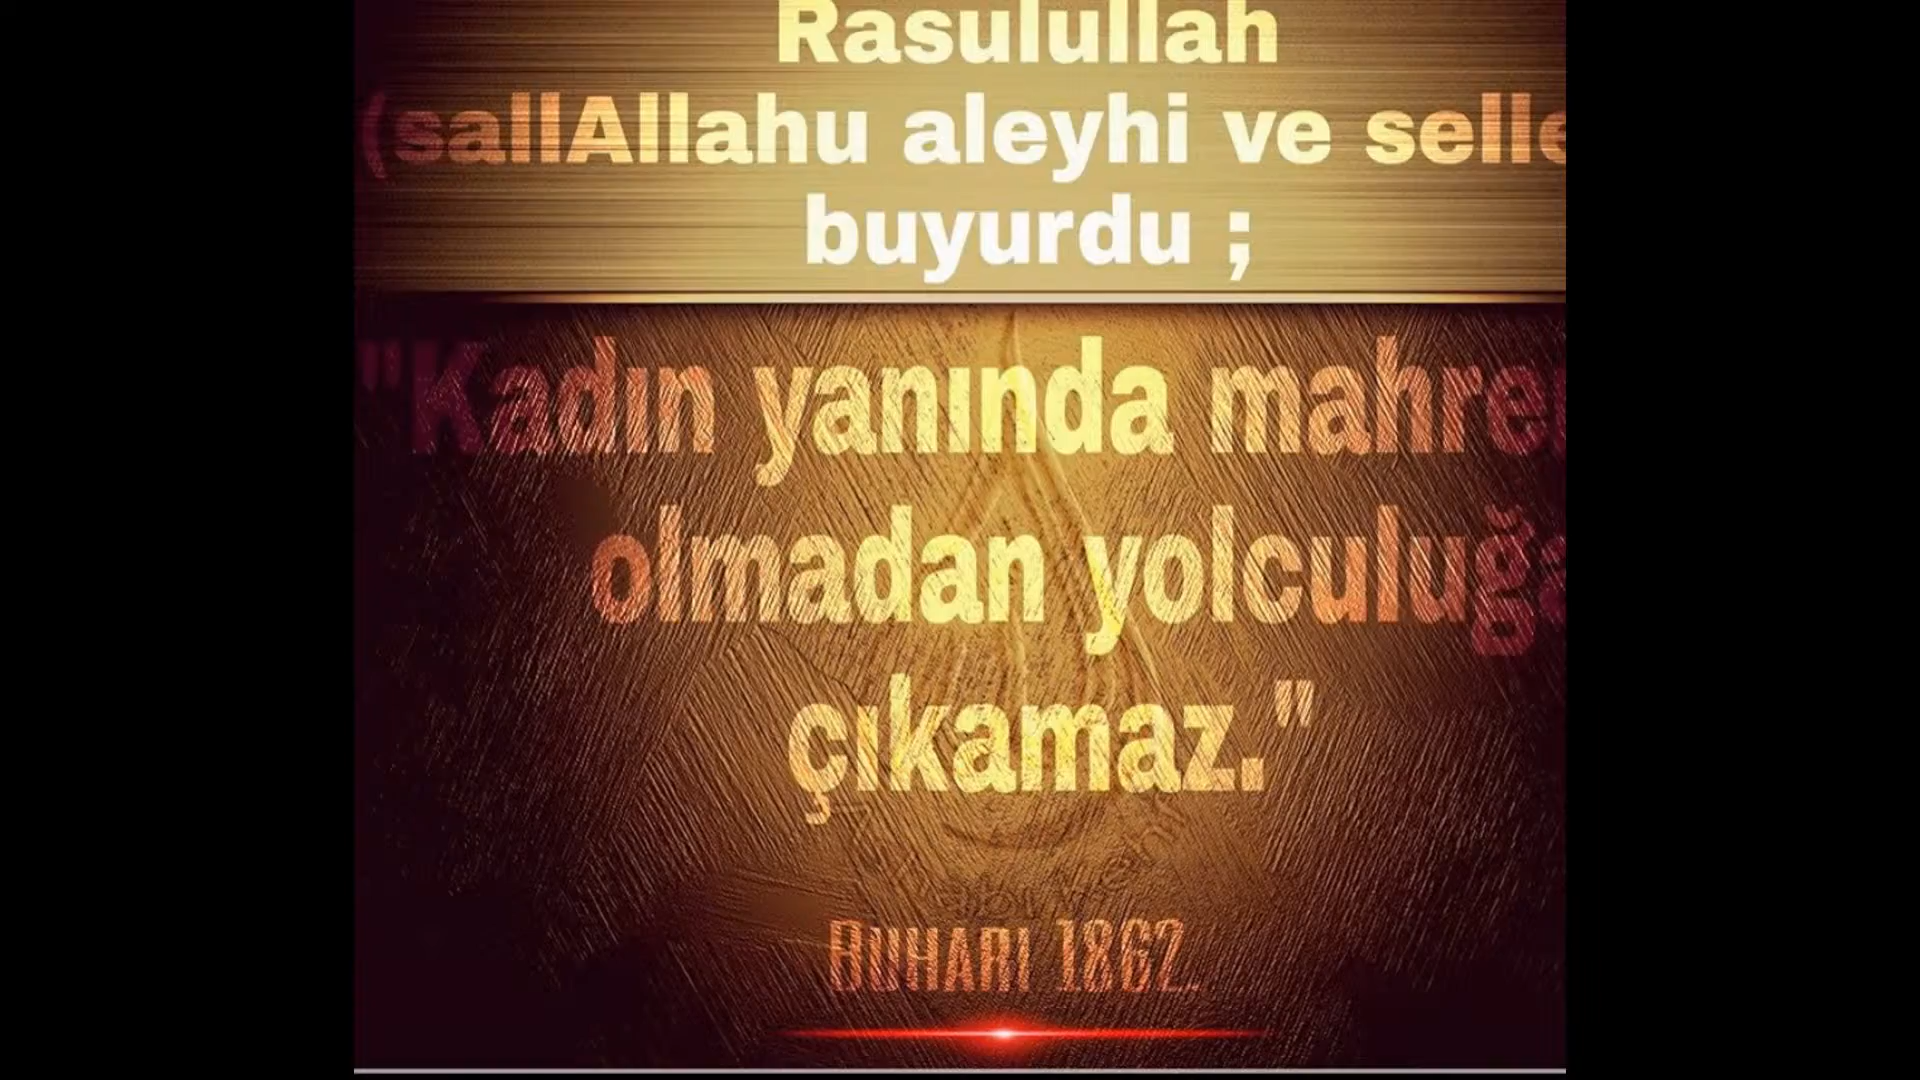 Rasulullah
(sallAllahu aleyhi ve selle
buyurdu ;
"Kadın yanında mahre
olmadan yolculuğa
çıkamaz."
BUHARI 1862.